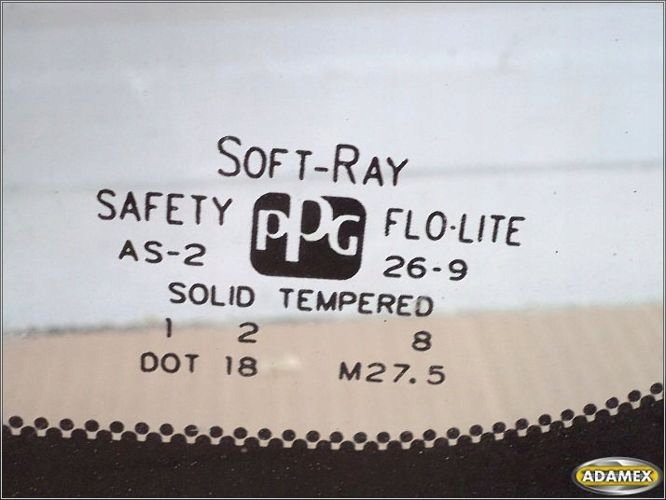 SOFT-RAY
SAFETY PPG FLO-LITE
AS-2 26-9
SOLID TEMPERED
1 2 8
DOT 18 M27.5
ADAMEX